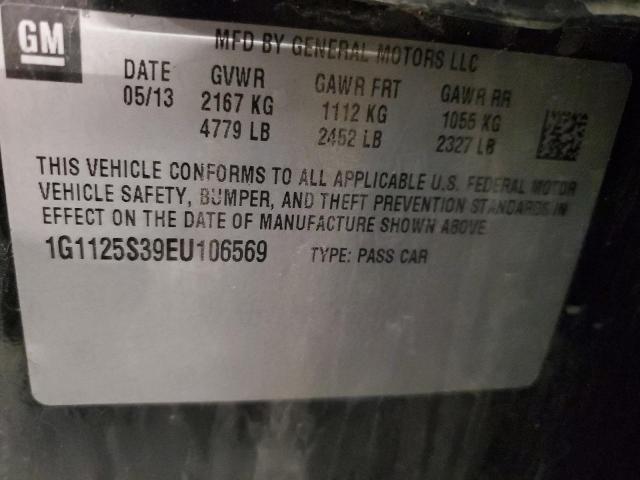 GM
MFD BY GENERAL MOTORS LLC
DATE GVWR GAWR FRT GAWR RR
05/13 2167 KG 1112 KG 1055 KG
4779 LB 2452 LB 2327 LB
THIS VEHICLE CONFORMS TO ALL APPLICABLE U.S. FEDERAL MOTOR
VEHICLE SAFETY, BUMPER, AND THEFT PREVENTION STANDARDS IN
EFFECT ON THE DATE OF MANUFACTURE SHOWN ABOVE.
1G1125S39EU106569 TYPE: PASS CAR